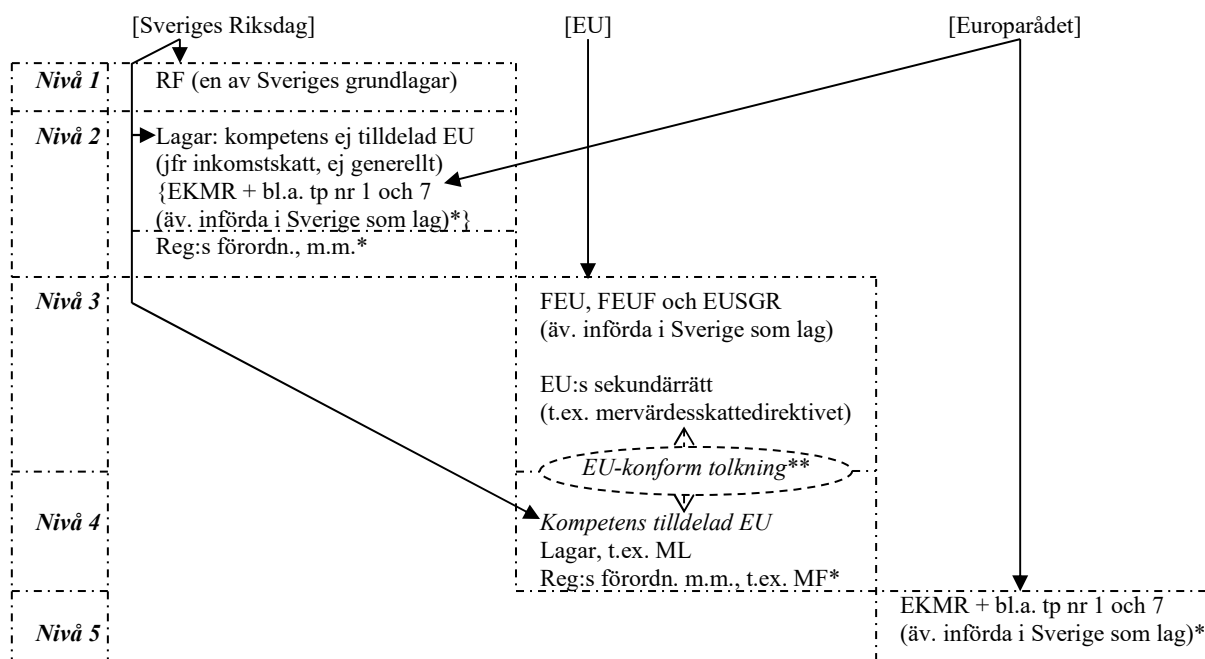 [Sveriges Riksdag] [EU] [Europarådet]
Nivå 1 RF (en av Sveriges grundlagar)
Nivå 2 Lagar: kompetens ej tilldelad EU
(jfr inkomstskatt, ej generellt)
{EKMR + bl.a. tp nr 1 och 7
(äv. införda i Sverige som lag)*}
Reg:s förordn., m.m.*
Nivå 3 FEU, FEUF och EUSGR
(äv. införda i Sverige som lag)
EU:s sekundärrätt
(t.ex. mervärdesskattedirektivet)
EU-konform tolkning**
Nivå 4 Kompetens tilldelad EU
Lagar, t.ex. ML
Reg:s förordn. m.m., t.ex. MF*
EKMR + bl.a. tp nr 1 och 7
Nivå 5 (äv. införda i Sverige som lag)*